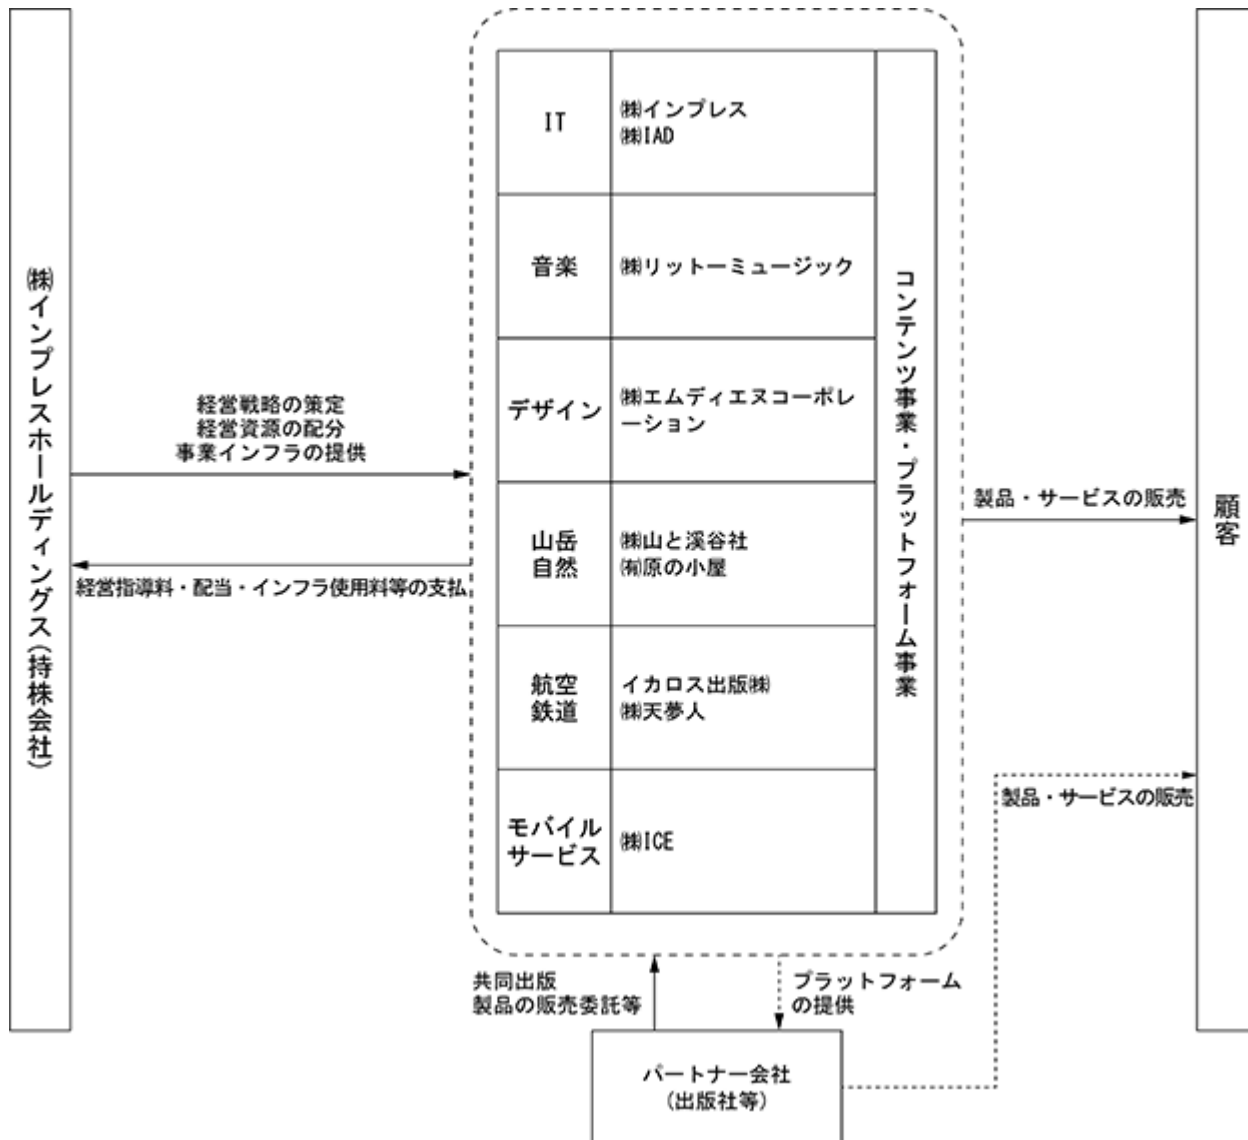 ㈱インプレスホールディングス(持株会社)
経営戦略の策定
経営資源の配分
事業インフラの提供
経営指導料・配当・インフラ使用料等の支払
IT
㈱インプレス
㈱IAD
音楽
㈱リットーミュージック
デザイン
㈱エムディエヌコーポレ
ーション
山岳
自然
㈱山と溪谷社
㈲原の小屋
航空
鉄道
イカロス出版㈱
㈱天夢人
モバイル
サービス
㈱ICE
コンテンツ事業・プラットフォーム事業
製品・サービスの販売
顧客
製品・サービスの販売
共同出版
製品の販売委託等
プラットフォーム
の提供
パートナー会社
(出版社等)